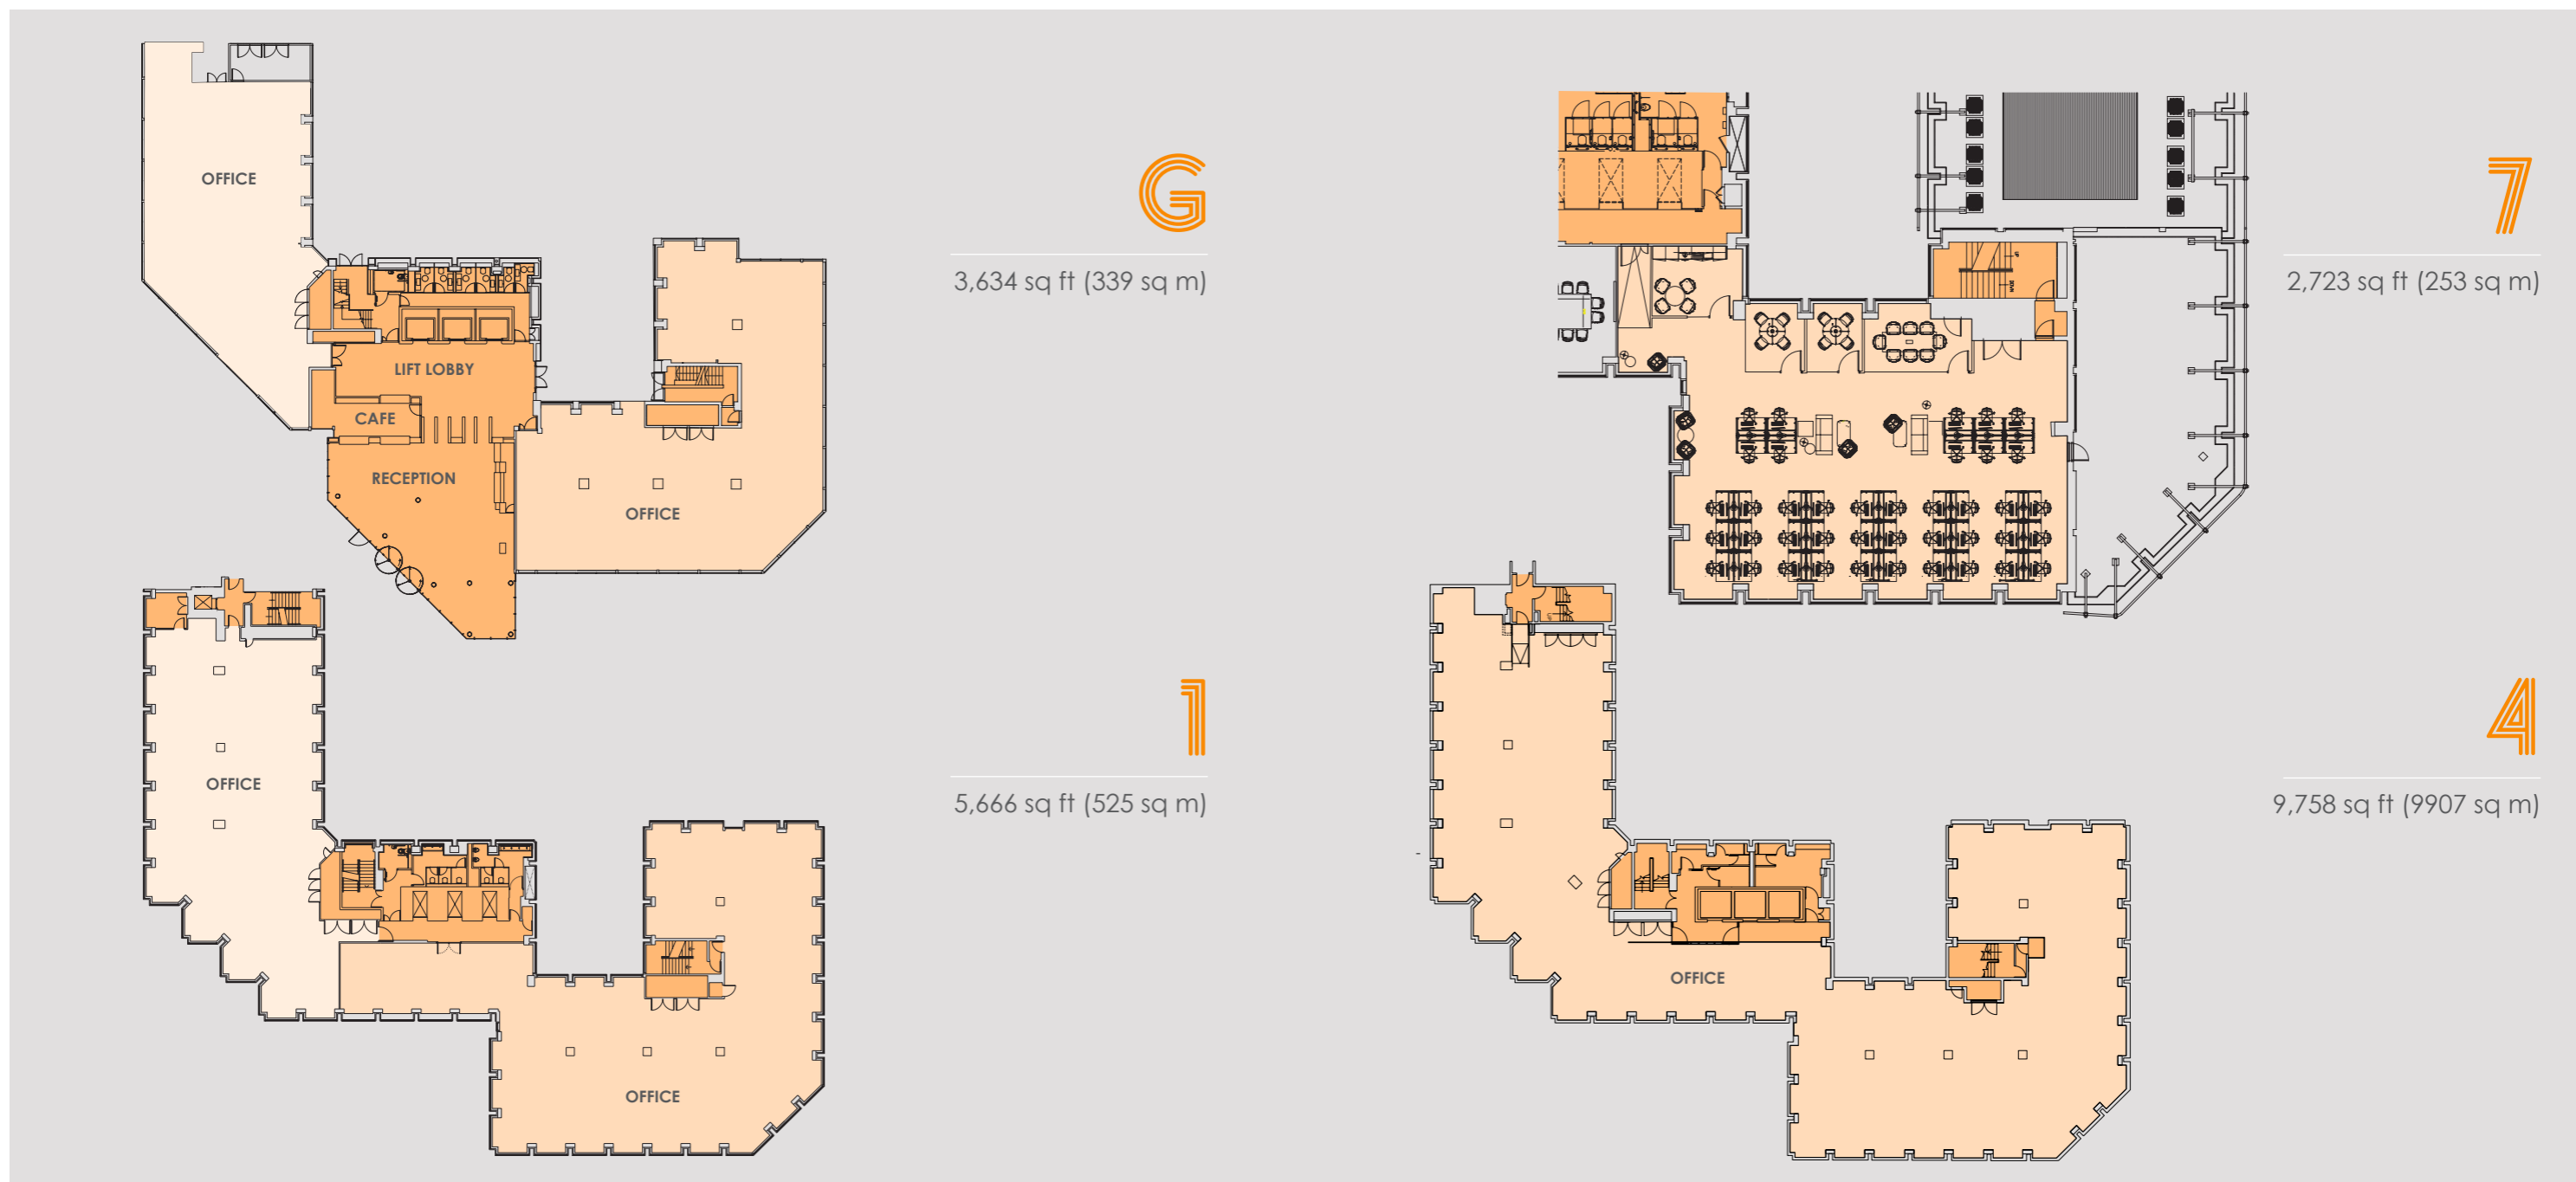 OFFICE
LIFT LOBBY
CAFE
RECEPTION
OFFICE
G
3,634 sq ft (339 sq m)
7
2,723 sq ft (253 sq m)
OFFICE
OFFICE
1
5,666 sq ft (525 sq m)
OFFICE
4
9,758 sq ft (9907 sq m)